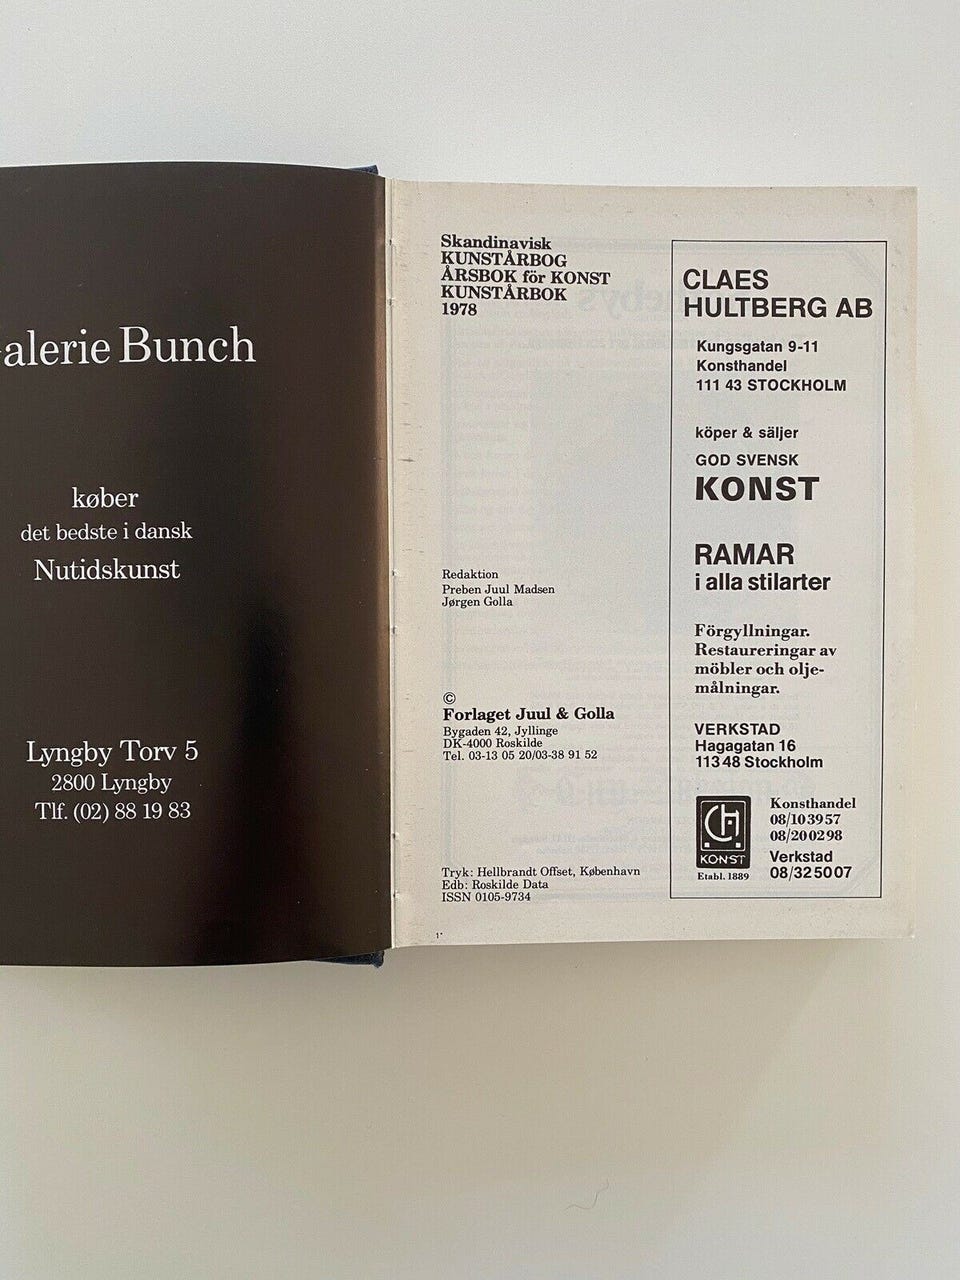 alerie Bunch
køber
det bedste i dansk
Nutidskunst
Lyngby Torv 5
2800 Lyngby
Tlf. (02) 88 19 83
Skandinavisk
KUNSTÅRBOG
ÅRSBOK för KONST
KUNSTÅRBOK
1978
Redaktion
Preben Juul Madsen
Jørgen Golla
©
Forlaget Juul & Golla
Bygaden 42, Jyllinge
DK-4000 Roskilde
Tel. 03-13 05 20/03-38 91 52
Tryk: Hellbrandt Offset, København
Edb: Roskilde Data
ISSN 0105-9734
1*
CLAES
HULTBERG AB
Kungsgatan 9-11
Konsthandel
111 43 STOCKHOLM
köper & säljer
GOD SVENSK
KONST
RAMAR
i alla stilarter
Förgyllningar.
Restaureringar av
möbler och olje-
målningar.
VERKSTAD
Hagagatan 16
113 48 Stockholm
CH
KONST
Etabl. 1889
Konsthandel
08/10 39 57
08/20 02 98
Verkstad
08/32 50 07